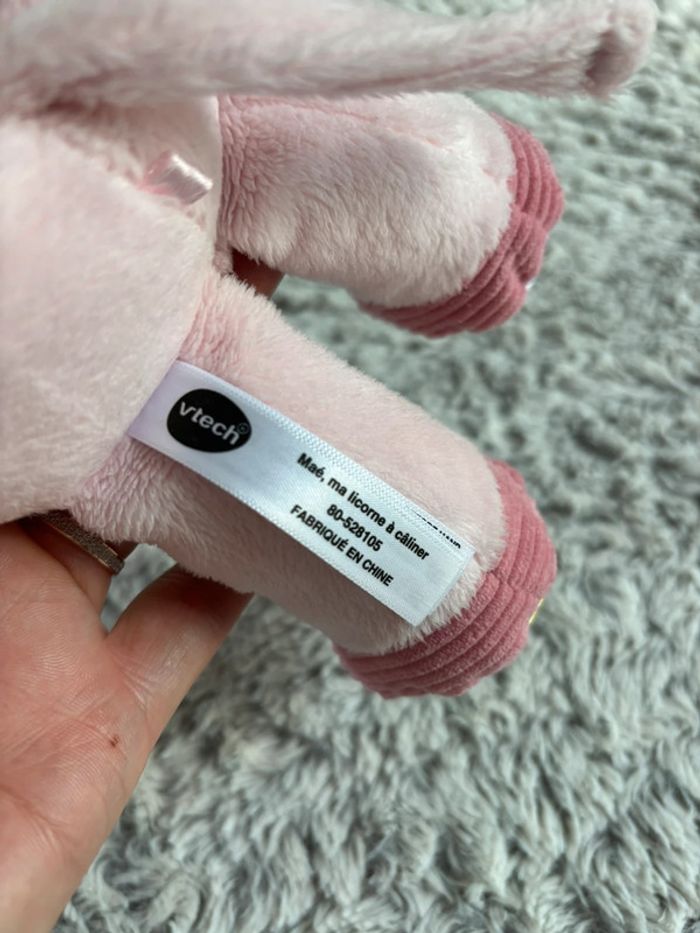 vtech
Maé, ma licorne à câliner
80-528105
FABRIQUÉ EN CHINE